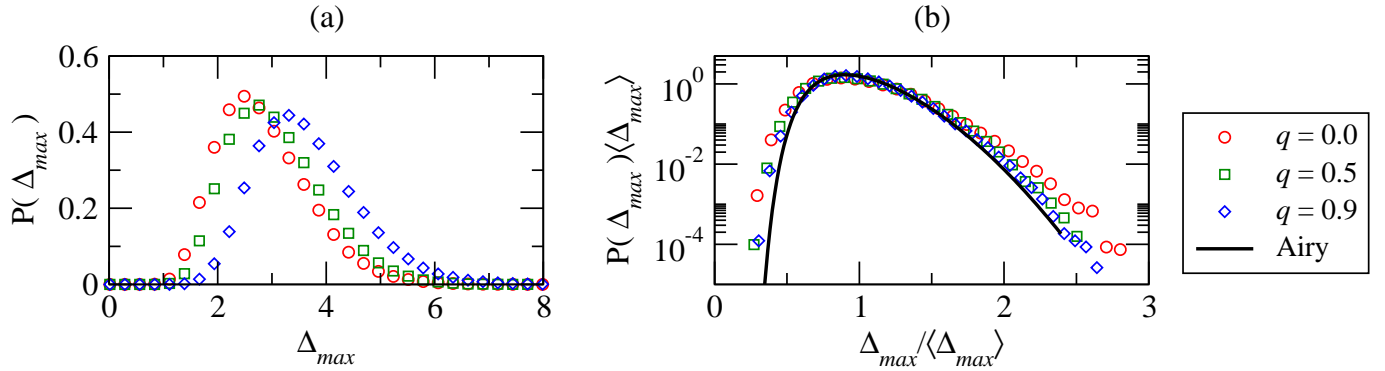 (a)
P( Δmax)
0.6
0.4
0.2
0
0 2 4 6 8
Δmax
(b)
P( Δmax )⟨Δmax⟩
10^0
10^-2
10^-4
0 1 2 3
Δmax/⟨Δmax⟩
q = 0.0
q = 0.5
q = 0.9
Airy